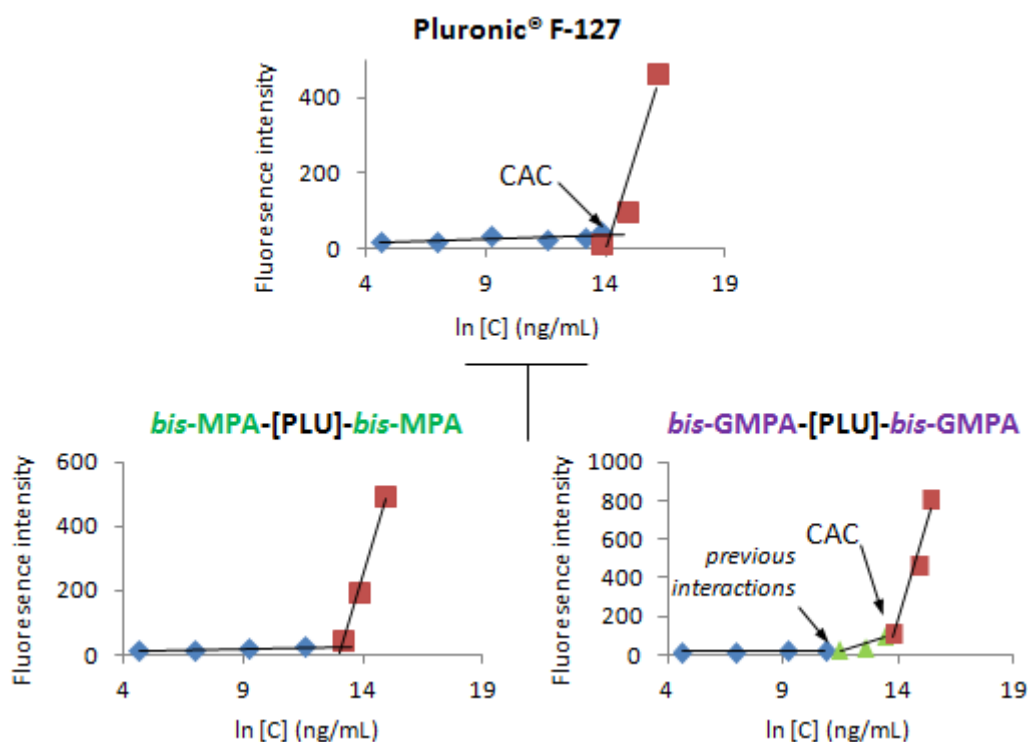 Pluronic® F-127
Fluoresence intensity
400
200
0
CAC
4 9 14 19
ln [C] (ng/mL)
bis-MPA-[PLU]-bis-MPA
Fluoresence intensity
600
400
200
0
4 9 14 19
ln [C] (ng/mL)
bis-GMPA-[PLU]-bis-GMPA
Fluoresence intensity
1000
800
600
400
200
0
previous
interactions
CAC
4 9 14 19
ln [C] (ng/mL)